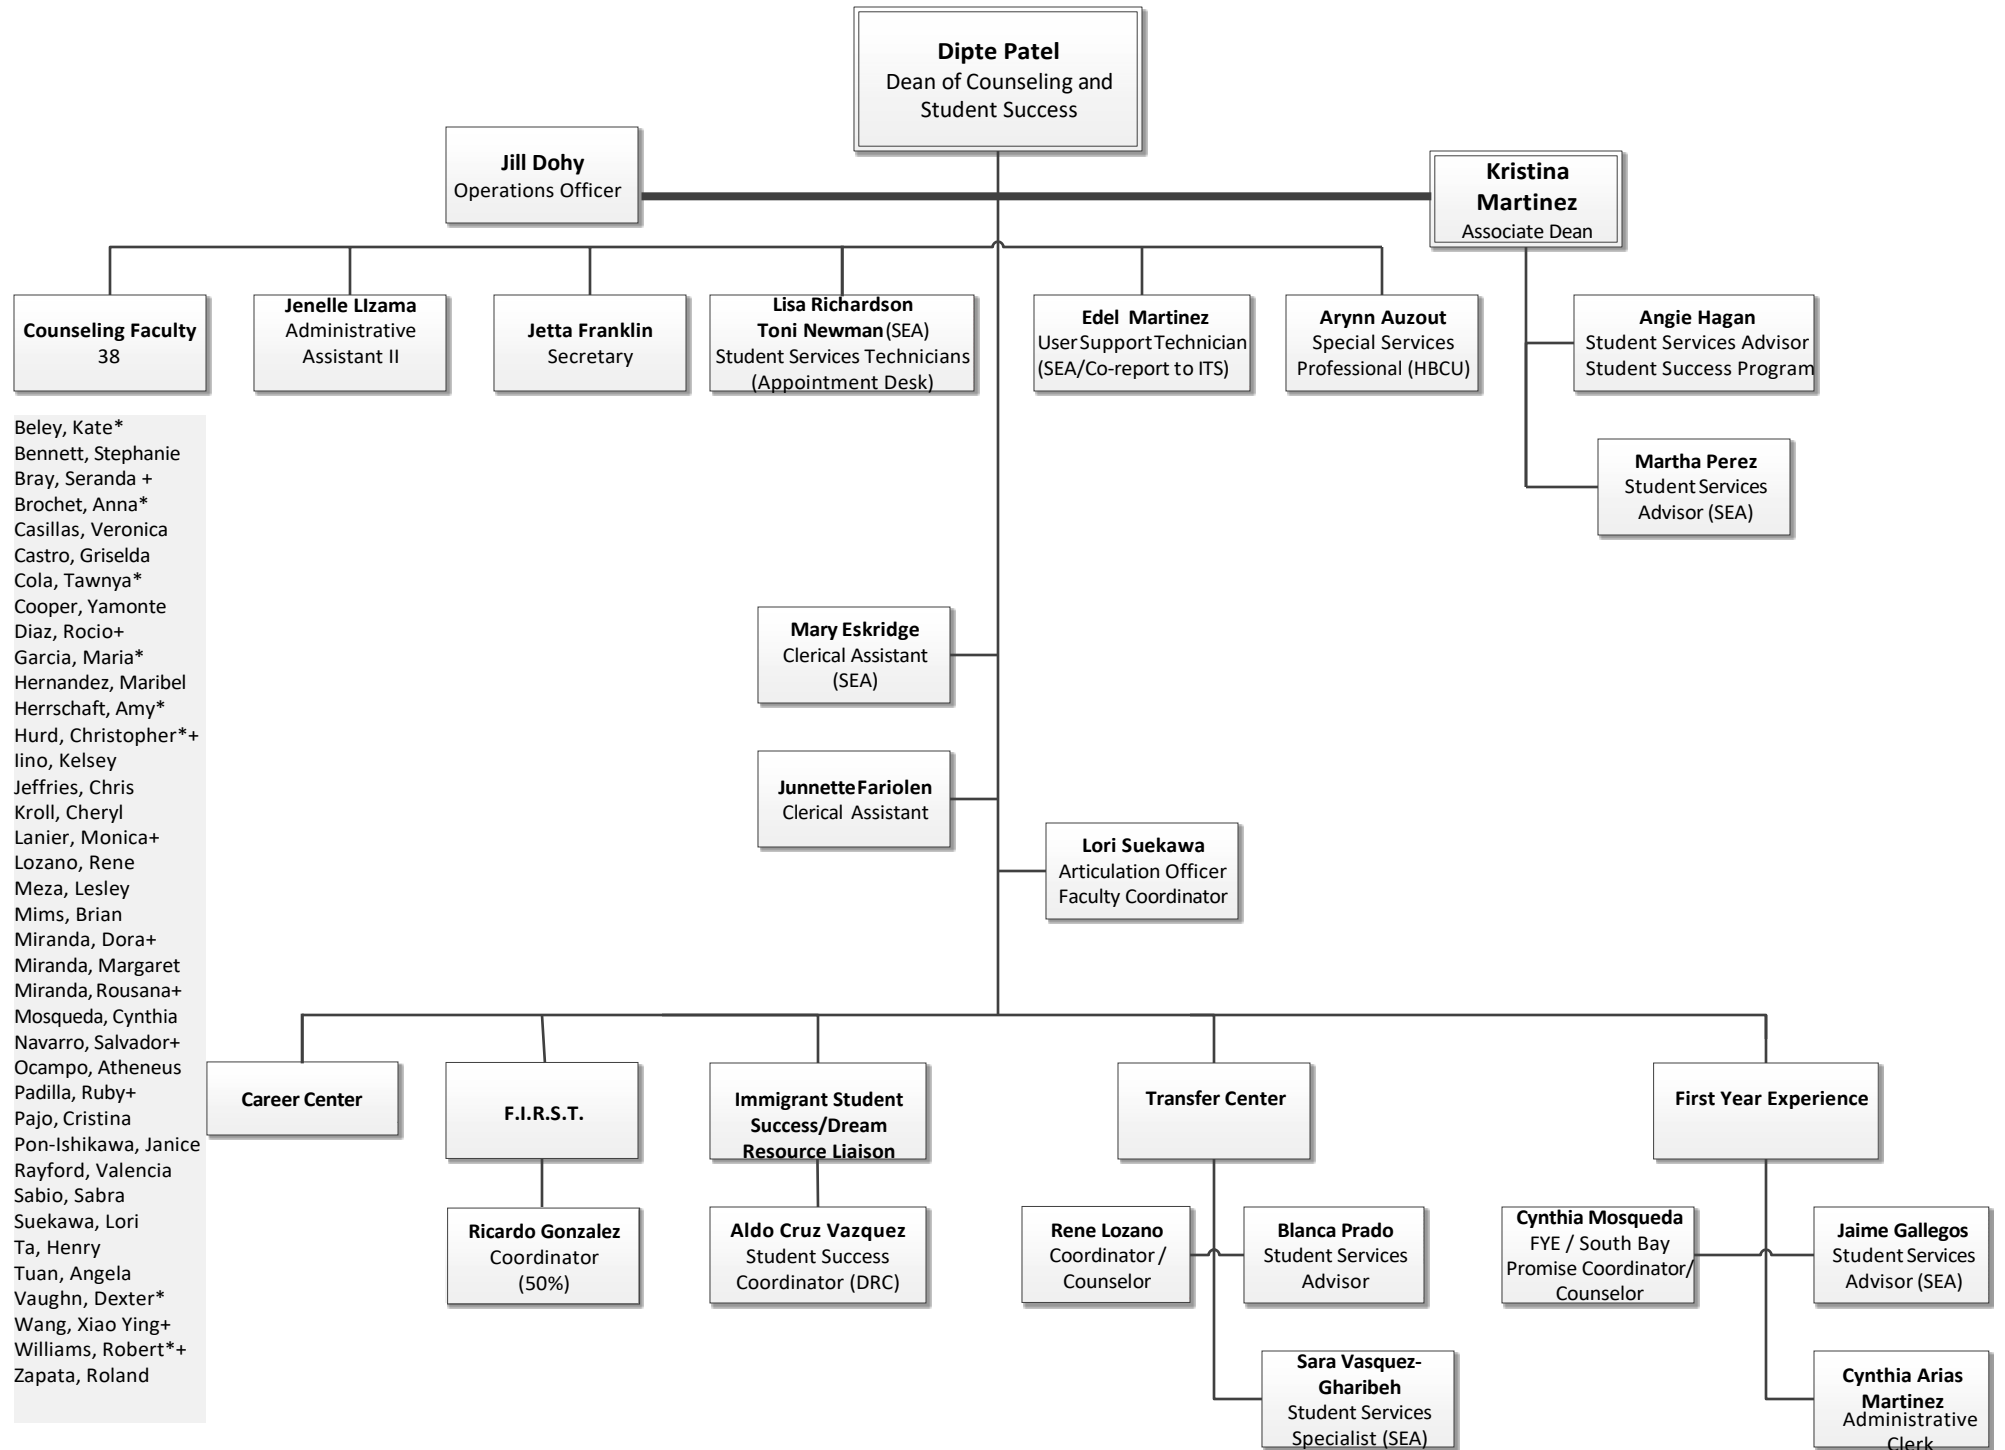 Dipte Patel
Dean of Counseling and
Student Success
Jill Dohy
Operations Officer
Kristina
Martinez
Associate Dean
Counseling Faculty
38
Jenelle LIzama
Administrative
Assistant II
Jetta Franklin
Secretary
Lisa Richardson
Toni Newman (SEA)
Student Services Technicians
(Appointment Desk)
Edel Martinez
User Support Technician
(SEA/Co-report to ITS)
Arynn Auzout
Special Services
Professional (HBCU)
Angie Hagan
Student Services Advisor
Student Success Program
Martha Perez
Student Services
Advisor (SEA)
Beley, Kate*
Bennett, Stephanie
Bray, Seranda +
Brochet, Anna*
Casillas, Veronica
Castro, Griselda
Cola, Tawnya*
Cooper, Yamonte
Diaz, Rocio+
Garcia, Maria*
Hernandez, Maribel
Herrschaft, Amy*
Hurd, Christopher*+
Iino, Kelsey
Jeffries, Chris
Kroll, Cheryl
Lanier, Monica+
Lozano, Rene
Meza, Lesley
Mims, Brian
Miranda, Dora+
Miranda, Margaret
Miranda, Rousana+
Mosqueda, Cynthia
Navarro, Salvador+
Ocampo, Atheneus
Padilla, Ruby+
Pajo, Cristina
Pon-Ishikawa, Janice
Rayford, Valencia
Sabio, Sabra
Suekawa, Lori
Ta, Henry
Tuan, Angela
Vaughn, Dexter*
Wang, Xiao Ying+
Williams, Robert*+
Zapata, Roland
Mary Eskridge
Clerical Assistant
(SEA)
Junnette Fariolen
Clerical Assistant
Lori Suekawa
Articulation Officer
Faculty Coordinator
Career Center
F.I.R.S.T.
Immigrant Student
Success/Dream
Resource Liaison
Transfer Center
First Year Experience
Ricardo Gonzalez
Coordinator
(50%)
Aldo Cruz Vazquez
Student Success
Coordinator (DRC)
Rene Lozano
Coordinator /
Counselor
Blanca Prado
Student Services
Advisor
Cynthia Mosqueda
FYE / South Bay
Promise Coordinator/
Counselor
Jaime Gallegos
Student Services
Advisor (SEA)
Sara Vasquez-
Gharibeh
Student Services
Specialist (SEA)
Cynthia Arias
Martinez
Administrative
Clerk